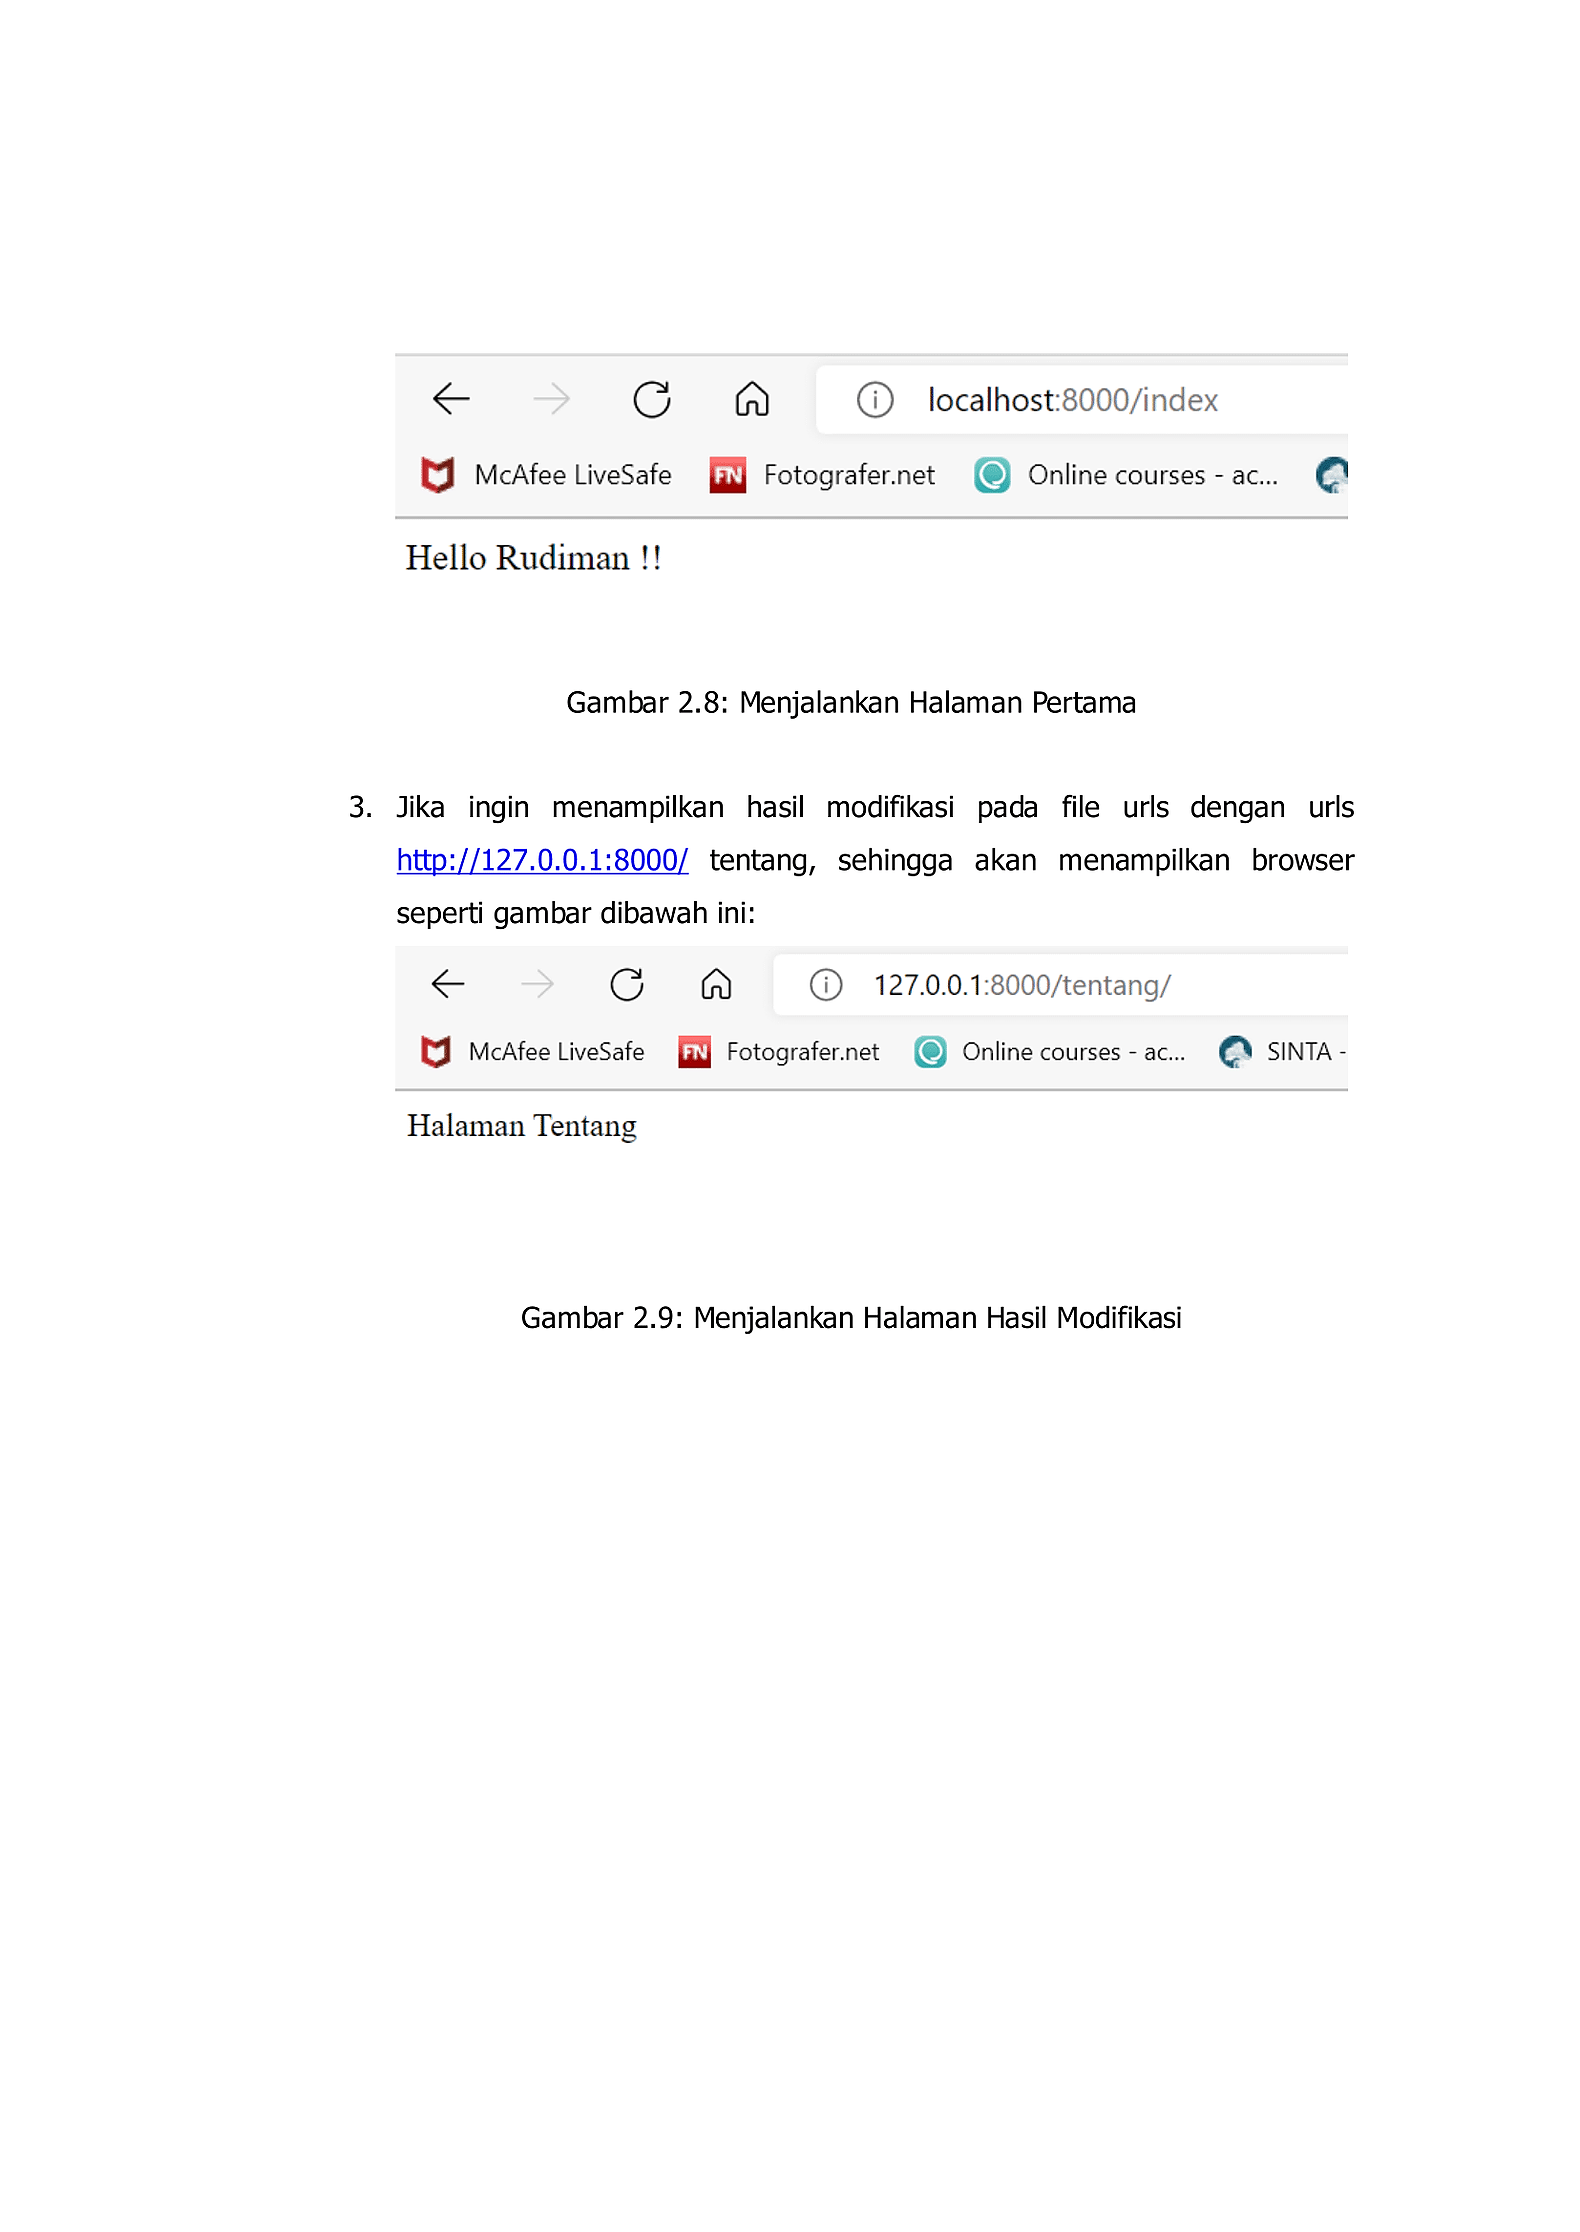 localhost:8000/index
McAfee LiveSafe FN Fotografer.net Online courses - ac...
Hello Rudiman !!
Gambar 2.8: Menjalankan Halaman Pertama
3. Jika ingin menampilkan hasil modifikasi pada file urls dengan urls
http://127.0.0.1:8000/ tentang, sehingga akan menampilkan browser
seperti gambar dibawah ini:
127.0.0.1:8000/tentang/
McAfee LiveSafe FN Fotografer.net Online courses - ac... SINTA -
Halaman Tentang
Gambar 2.9: Menjalankan Halaman Hasil Modifikasi